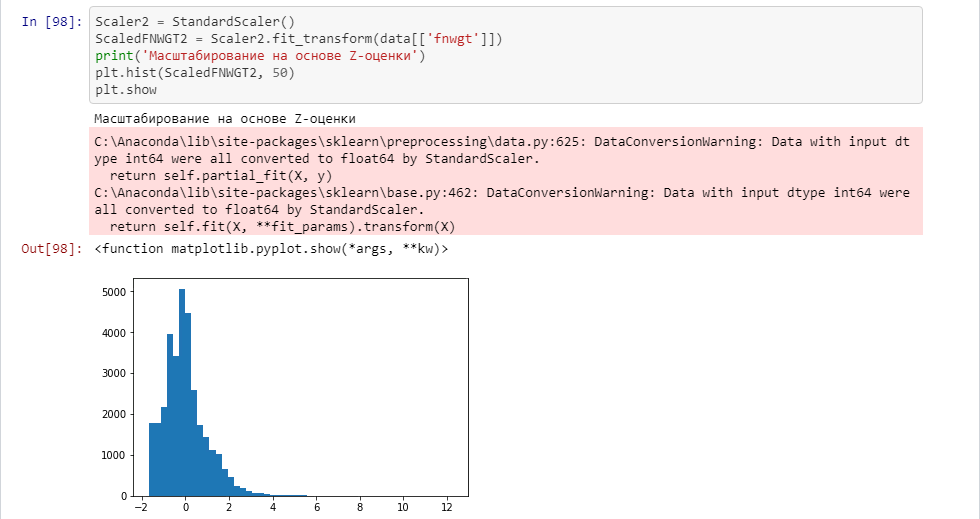 In [98]:
Scaler2 = StandardScaler()
ScaledFNWGT2 = Scaler2.fit_transform(data[['fnwgt']])
print('Масштабирование на основе Z-оценки')
plt.hist(ScaledFNWGT2, 50)
plt.show
Масштабирование на основе Z-оценки
C:\Anaconda\lib\site-packages\sklearn\preprocessing\data.py:625: DataConversionWarning: Data with input dt
ype int64 were all converted to float64 by StandardScaler.
  return self.partial_fit(X, y)
C:\Anaconda\lib\site-packages\sklearn\base.py:462: DataConversionWarning: Data with input dtype int64 were
all converted to float64 by StandardScaler.
  return self.fit(X, **fit_params).transform(X)
Out[98]: <function matplotlib.pyplot.show(*args, **kw)>
5000
4000
3000
2000
1000
0
−2 0 2 4 6 8 10 12